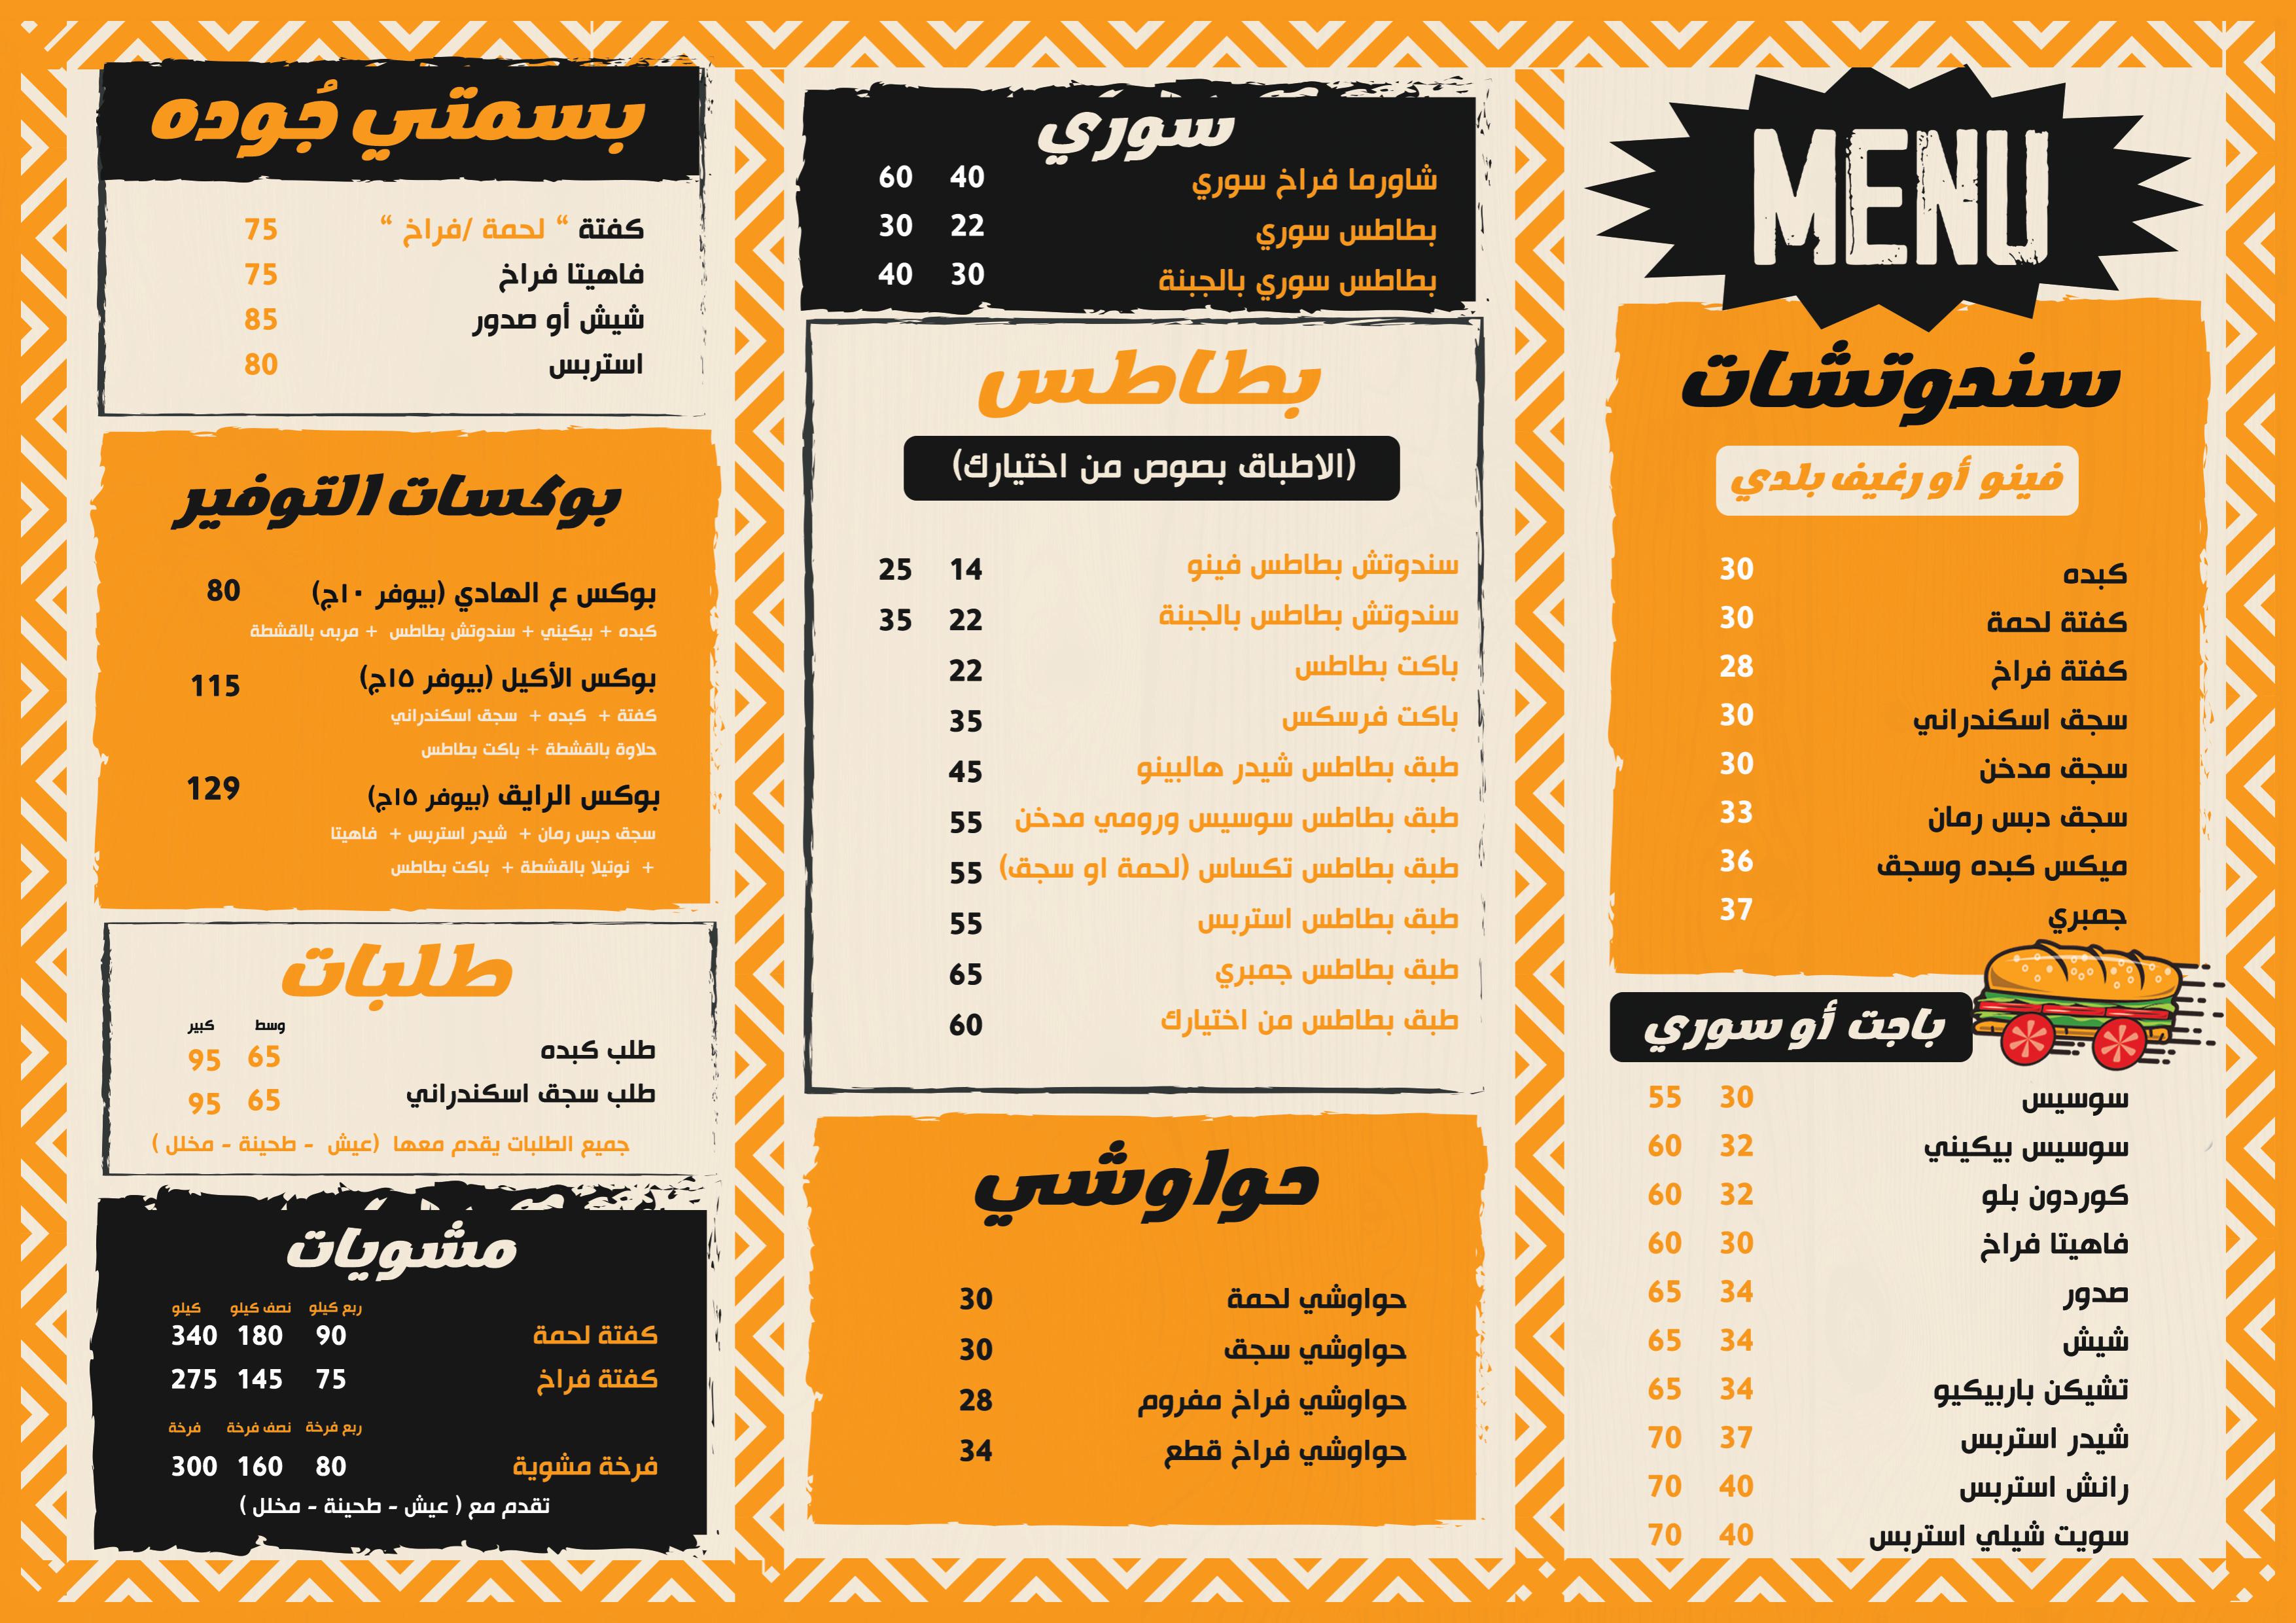 MENU
سندوتشات
فينو أو رغيف بلدي
كبده 30
كفتة لحمة 30
كفتة فراخ 28
سجق اسكندراني 30
سجق مدخن 30
سجق دبس رمان 33
ميكس كبده وسجق 36
جمبري 37
باجت أو سوري
سوسيس 30 55
سوسيس بيكيني 32 60
كوردون بلو 32 60
فاهيتا فراخ 30 60
صدور 34 65
شيش 34 65
تشيكن باربيكيو 34 65
شيدر استربس 37 70
رانش استربس 40 70
سويت شيلي استربس 40 70
سوري
شاورما فراخ سوري 40 60
بطاطس سوري 22 30
بطاطس سوري بالجبنة 30 40
بطاطس
(الاطباق بصوص من اختيارك)
سندوتش بطاطس فينو 14 25
سندوتش بطاطس بالجبنة 22 35
باكت بطاطس 22
باكت فرسكس 35
طبق بطاطس شيدر هالبينو 45
طبق بطاطس سوسيس ورومي مدخن 55
طبق بطاطس تكساس (لحمة او سجق) 55
طبق بطاطس استربس 55
طبق بطاطس جمبري 65
طبق بطاطس من اختيارك 60
حواوشي
حواوشي لحمة 30
حواوشي سجق 30
حواوشي فراخ مفروم 28
حواوشي فراخ قطع 34
بسمتي جُوده
كفتة “ لحمة /فراخ “ 75
فاهيتا فراخ 75
شيش أو صدور 85
استربس 80
بوكسات التوفير
بوكس ع الهادي (بيوفر ١٠ج) 80
كبده + بيكيني + سندوتش بطاطس + مربى بالقشطة
بوكس الأكيل (بيوفر ١٥ج) 115
كفتة + كبده + سجق اسكندراني
حلاوة بالقشطة + باكت بطاطس
بوكس الرايق (بيوفر ١٥ج) 129
سجق دبس رمان + شيدر استربس + فاهيتا
+ نوتيلا بالقشطة + باكت بطاطس
طلبات
وسط كبير
طلب كبده 65 95
طلب سجق اسكندراني 65 95
جميع الطلبات يقدم معها (عيش - طحينة - مخلل )
مشويات
ربع كيلو نصف كيلو كيلو
كفتة لحمة 90 180 340
كفتة فراخ 75 145 275
ربع فرخة نصف فرخة فرخة
فرخة مشوية 80 160 300
تقدم مع ( عيش - طحينة - مخلل )